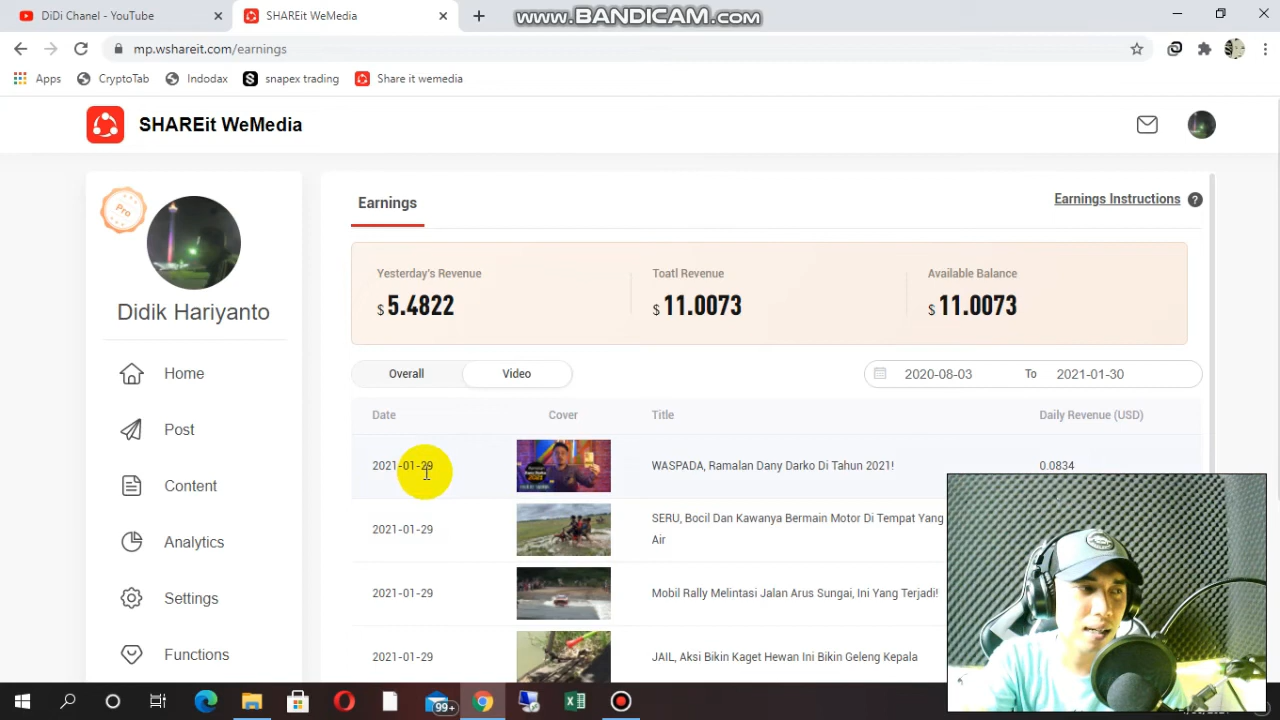 DiDi Chanel - YouTube
SHAREit WeMedia
www.BANDICAM.com
mp.wshareit.com/earnings
Apps
CryptoTab
Indodax
snapex trading
Share it wemedia
SHAREit WeMedia
Pro
Didik Hariyanto
Home
Post
Content
Analytics
Settings
Functions
Earnings
Earnings Instructions ?
Yesterday's Revenue
$ 5.4822
Toatl Revenue
$ 11.0073
Available Balance
$ 11.0073
Overall
Video
2020-08-03 To 2021-01-30
Date Cover Title Daily Revenue (USD)
2021-01-29 WASPADA, Ramalan Dany Darko Di Tahun 2021! 0.0834
2021-01-29 SERU, Bocil Dan Kawanya Bermain Motor Di Tempat Yang
Air
2021-01-29 Mobil Rally Melintasi Jalan Arus Sungai, Ini Yang Terjadi!
2021-01-29 JAIL, Aksi Bikin Kaget Hewan Ini Bikin Geleng Kepala
99+